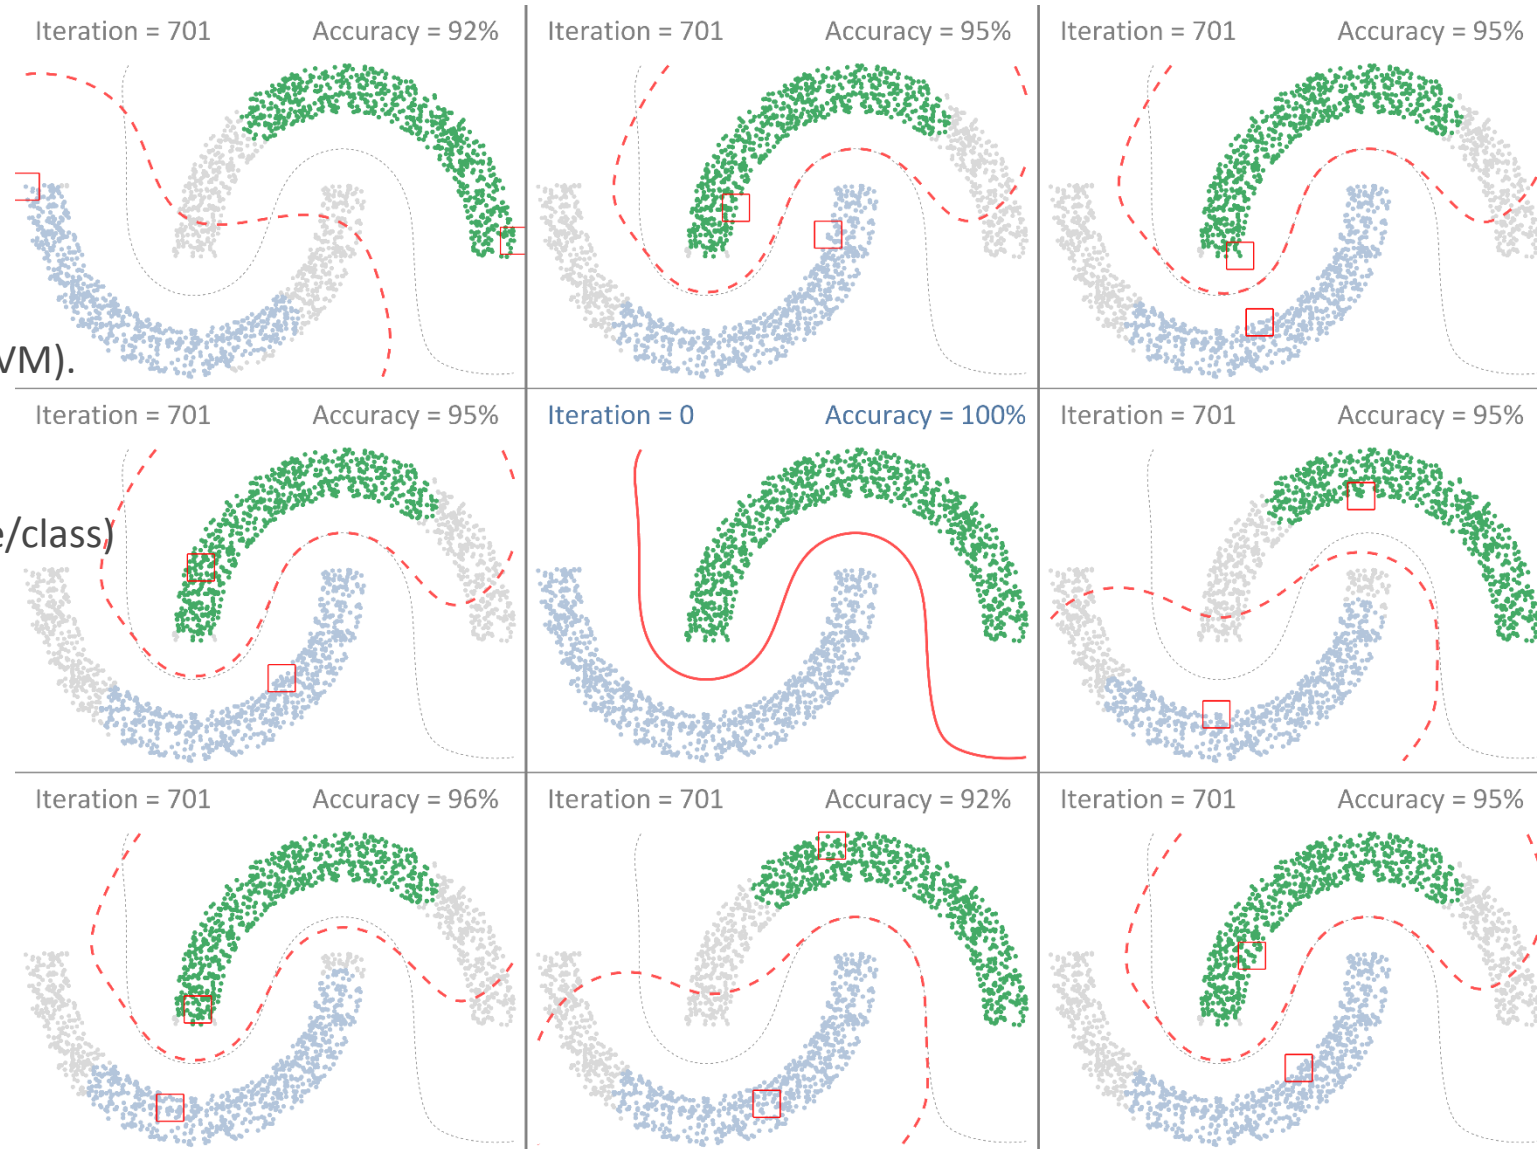 Iteration = 701 Accuracy = 92%
Iteration = 701 Accuracy = 95%
Iteration = 701 Accuracy = 95%
VM).
Iteration = 701 Accuracy = 95%
Iteration = 0 Accuracy = 100%
Iteration = 701 Accuracy = 95%
e/class)
Iteration = 701 Accuracy = 96%
Iteration = 701 Accuracy = 92%
Iteration = 701 Accuracy = 95%